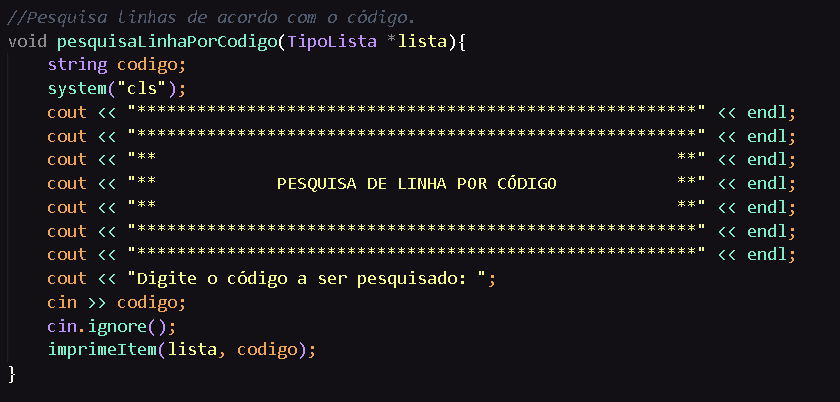 //Pesquisa linhas de acordo com o código.
void pesquisaLinhaPorCodigo(TipoLista *lista){
    string codigo;
    system("cls");
    cout << "********************************************************" << endl;
    cout << "********************************************************" << endl;
    cout << "**                                                    **" << endl;
    cout << "**            PESQUISA DE LINHA POR CÓDIGO            **" << endl;
    cout << "**                                                    **" << endl;
    cout << "********************************************************" << endl;
    cout << "********************************************************" << endl;
    cout << "Digite o código a ser pesquisado: ";
    cin >> codigo;
    cin.ignore();
    imprimeItem(lista, codigo);
}